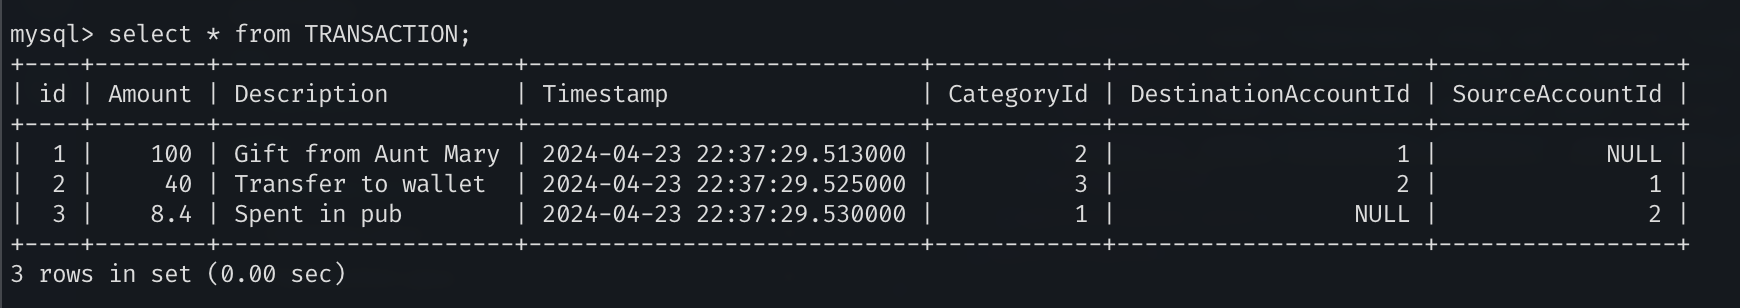 mysql> select * from TRANSACTION;
+----+--------+---------------------+----------------------------+------------+----------------------+-----------------+
| id | Amount | Description         | Timestamp                  | CategoryId | DestinationAccountId | SourceAccountId |
+----+--------+---------------------+----------------------------+------------+----------------------+-----------------+
|  1 |    100 | Gift from Aunt Mary | 2024-04-23 22:37:29.513000 |          2 |                    1 |            NULL |
|  2 |     40 | Transfer to wallet  | 2024-04-23 22:37:29.525000 |          3 |                    2 |               1 |
|  3 |    8.4 | Spent in pub        | 2024-04-23 22:37:29.530000 |          1 |                 NULL |               2 |
+----+--------+---------------------+----------------------------+------------+----------------------+-----------------+
3 rows in set (0.00 sec)